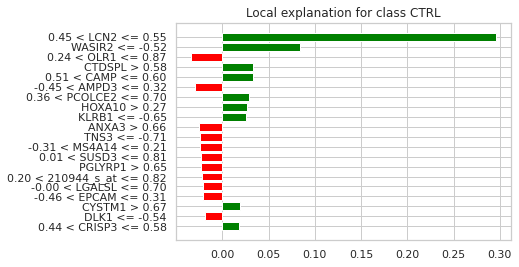 Local explanation for class CTRL
0.45 < LCN2 <= 0.55
WASIR2 <= -0.52
0.24 < OLR1 <= 0.87
CTDSPL > 0.58
0.51 < CAMP <= 0.60
-0.45 < AMPD3 <= 0.32
0.36 < PCOLCE2 <= 0.70
HOXA10 > 0.27
KLRB1 <= -0.65
ANXA3 > 0.66
TNS3 <= -0.71
-0.31 < MS4A14 <= 0.21
0.01 < SUSD3 <= 0.81
PGLYRP1 > 0.65
0.20 < 210944_s_at <= 0.82
-0.00 < LGALSL <= 0.70
-0.46 < EPCAM <= 0.31
CYSTM1 > 0.67
DLK1 <= -0.54
0.44 < CRISP3 <= 0.58
0.00 0.05 0.10 0.15 0.20 0.25 0.30